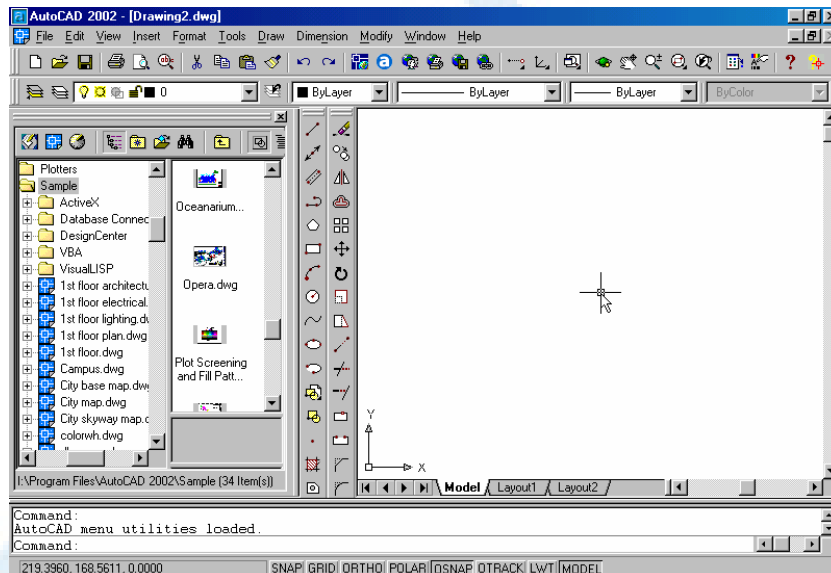 AutoCAD 2002 - [Drawing2.dwg]
File Edit View Insert Format Tools Draw Dimension Modify Window Help
0 ByLayer ByLayer ByLayer ByColor
Plotters
Sample
ActiveX
Database Connec
DesignCenter
VBA
VisualLISP
1st floor architectu
1st floor electrical.
1st floor lighting.dv
1st floor plan.dwg
1st floor.dwg
Campus.dwg
City base map.dwg
City map.dwg
City skyway map.c
colorwh.dwg
Oceanarium...
Opera.dwg
Plot Screening
and Fill Patt...
I:\Program Files\AutoCAD 2002\Sample (34 Item(s))
Y
X
Model Layout1 Layout2
Command:
AutoCAD menu utilities loaded.
Command:
219.3960, 168.5611, 0.0000 SNAP GRID ORTHO POLAR OSNAP OTRACK LWT MODEL